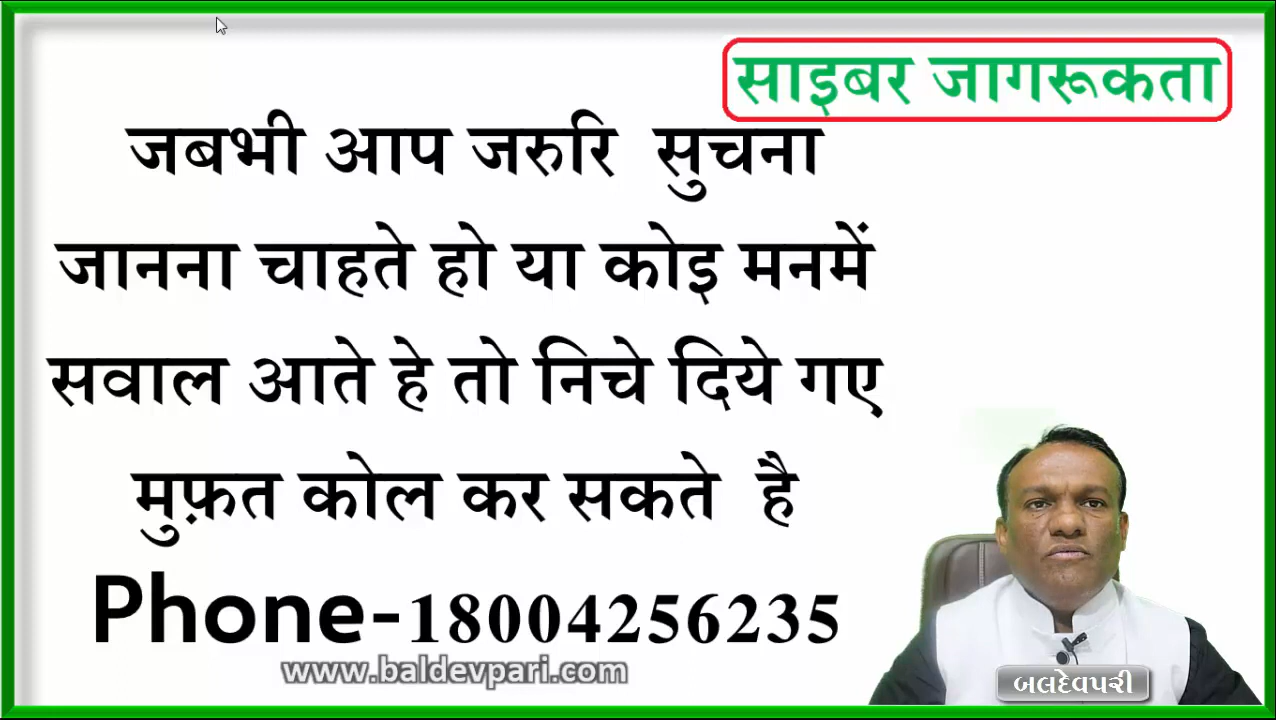 साइबर जागरूकता
जबभी आप जरुरि सुचना
जानना चाहते हो या कोइ मनमें
सवाल आते हे तो निचे दिये गए
मुफ़त कोल कर सकते है
Phone-18004256235
www.baldevpari.com
બલદેવપરી